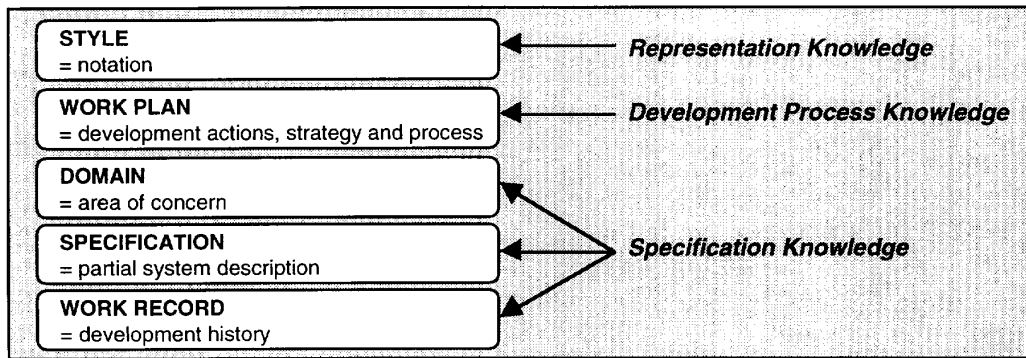 STYLE
= notation
Representation Knowledge
WORK PLAN
= development actions, strategy and process
Development Process Knowledge
DOMAIN
= area of concern
SPECIFICATION
= partial system description
Specification Knowledge
WORK RECORD
= development history